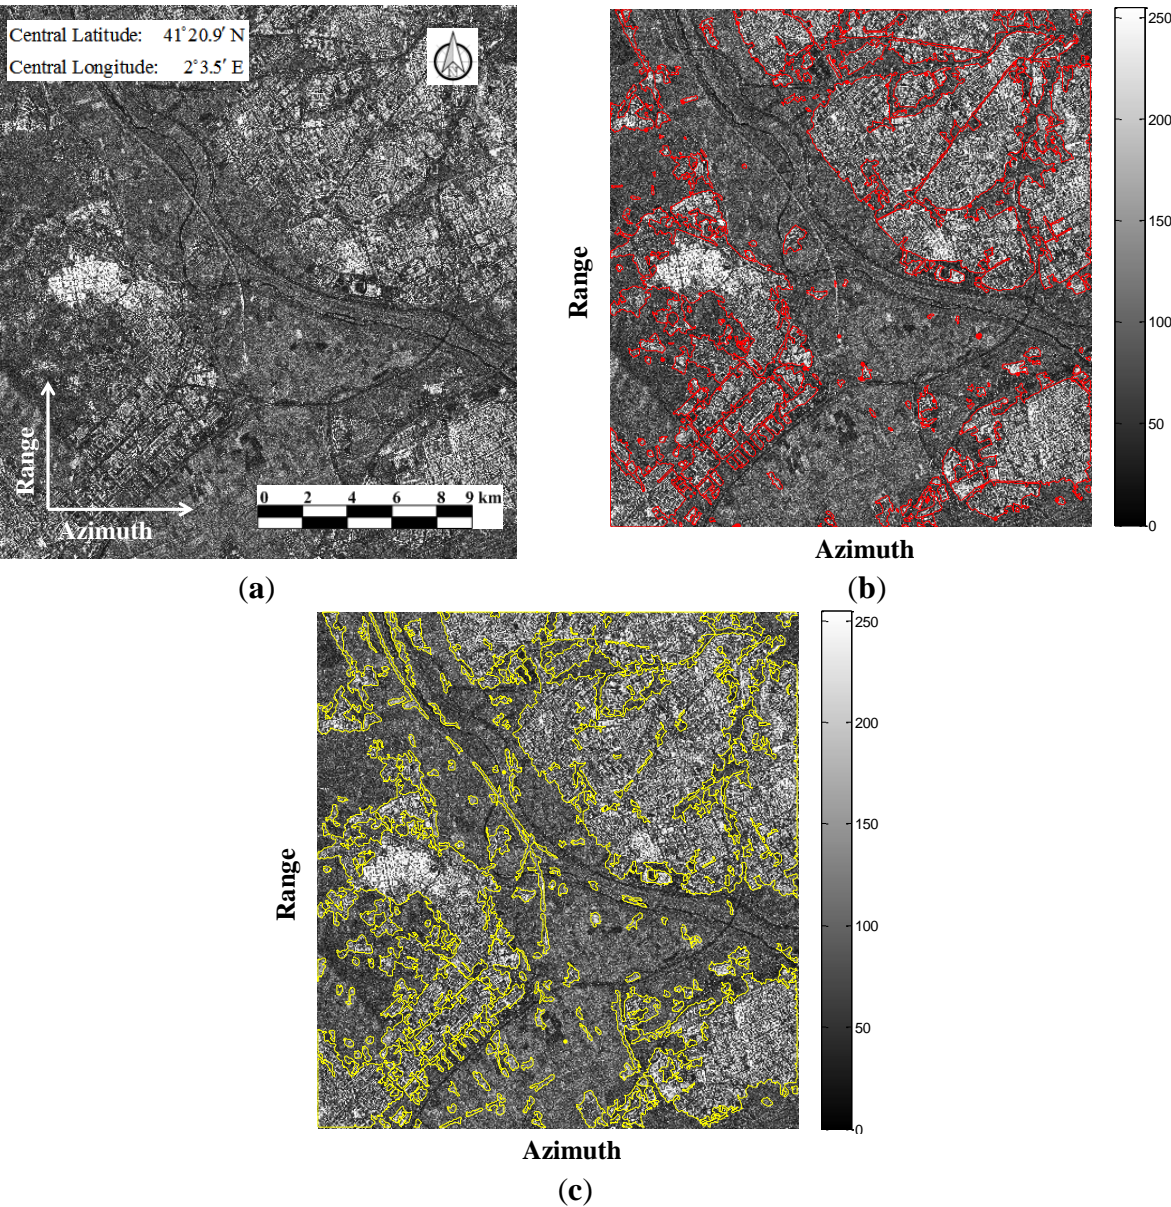 Central Latitude: 41°20.9′ N
Central Longitude: 2°3.5′ E
N
Range
Azimuth
0 2 4 6 8 9 km
(a)
Range
Azimuth
250
200
150
100
50
0
(b)
Range
Azimuth
250
200
150
100
50
0
(c)